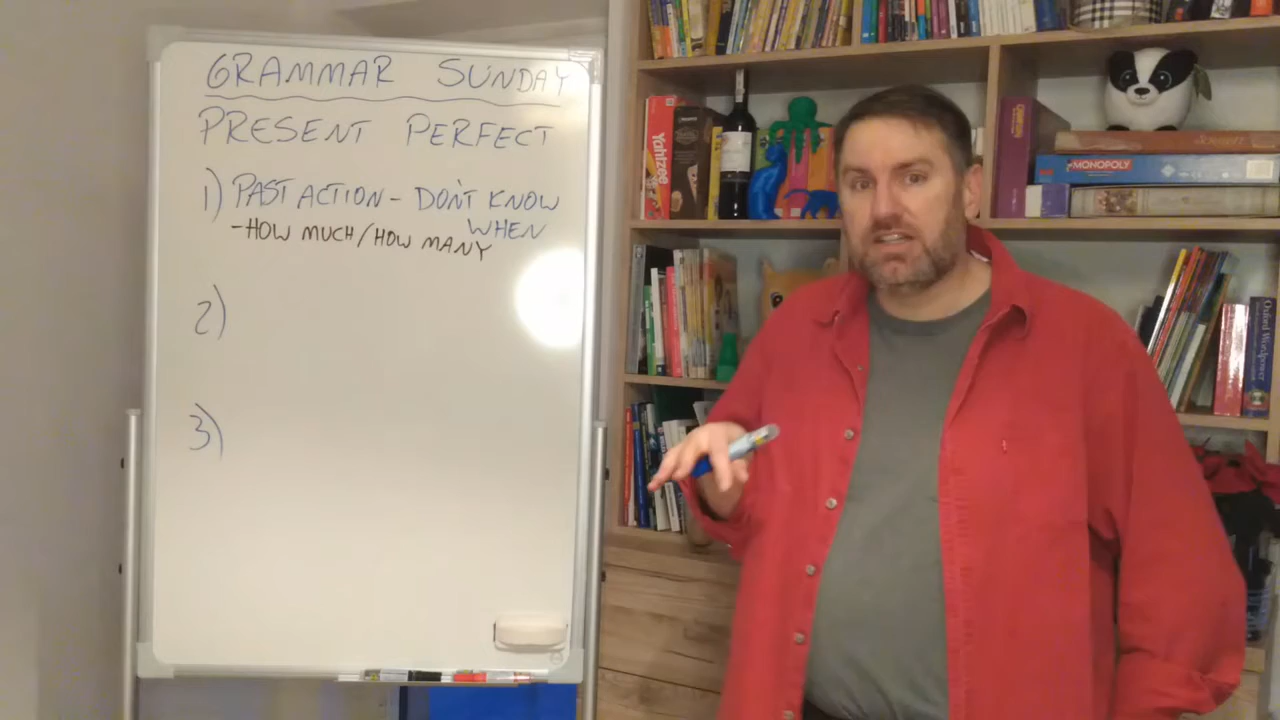 GRAMMAR SUNDAY
PRESENT PERFECT
1) PAST ACTION - DON'T KNOW
WHEN
- HOW MUCH / HOW MANY
2)
3)
Yahtzee
MONOPOLY
Oxford Wordpower